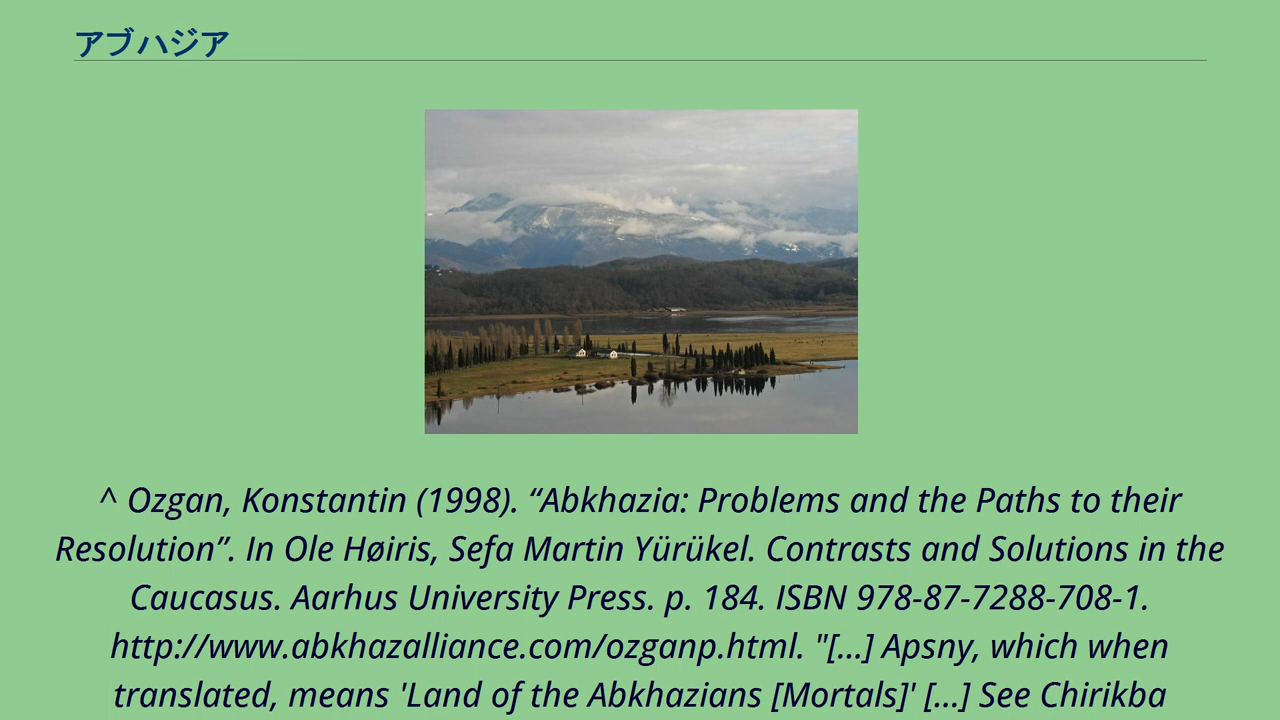 アブハジア
^ Ozgan, Konstantin (1998). “Abkhazia: Problems and the Paths to their
Resolution”. In Ole Høiris, Sefa Martin Yürükel. Contrasts and Solutions in the
Caucasus. Aarhus University Press. p. 184. ISBN 978-87-7288-708-1.
http://www.abkhazalliance.com/ozganp.html. "[...] Apsny, which when
translated, means 'Land of the Abkhazians [Mortals]' [...] See Chirikba